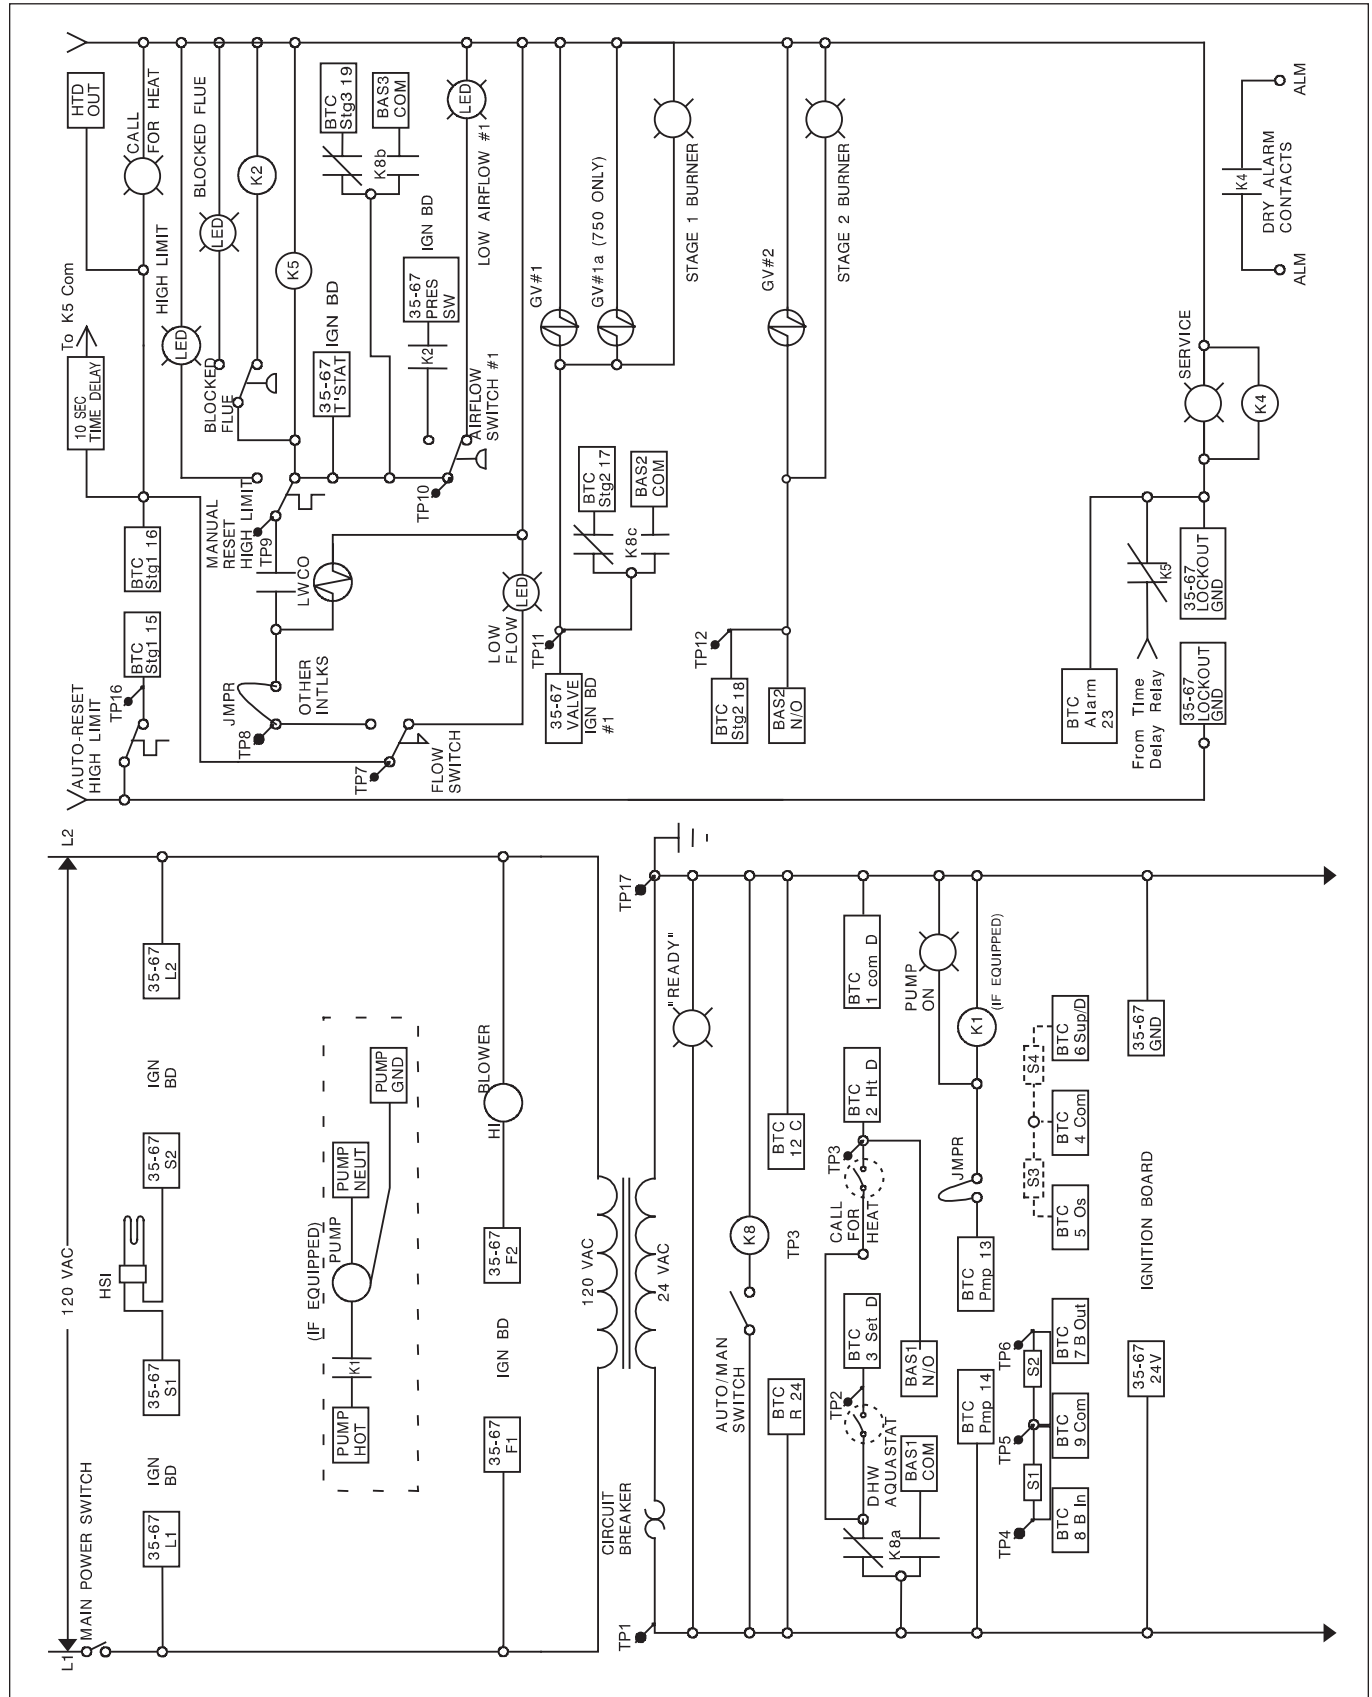 L1
120 VAC
L2
MAIN POWER SWITCH
35-67
L1
IGN
BD
35-67
S1
HSI
35-67
S2
IGN
BD
35-67
L2
(IF EQUIPPED)
PUMP
HOT
K1
PUMP
PUMP
NEUT
PUMP
GND
35-67
F1
IGN BD
35-67
F2
HI
BLOWER
120 VAC
24 VAC
CIRCUIT
BREAKER
TP1
TP17
"READY"
AUTO/MAN
SWITCH
K8
BTC
R 24
TP3
BTC
12 C
K8a
DHW
AQUASTAT
TP2
BTC
3 Set D
CALL
FOR
HEAT
TP3
BTC
2 Ht D
BTC
1 com D
BAS1
COM
BAS1
N/O
PUMP
ON
BTC
Pmp 14
BTC
Pmp 13
JMPR
K1
(IF EQUIPPED)
TP4
S1
TP5
S2
TP6
S3
S4
BTC
8 B In
BTC
9 Com
BTC
7 B Out
BTC
5 Os
BTC
4 Com
BTC
6 Sup/D
35-67
24V
IGNITION BOARD
35-67
GND
AUTO-RESET
HIGH LIMIT
TP16
BTC
Stg1 15
BTC
Stg1 16
10 SEC
TIME DELAY
To K5 Com
HTD
OUT
CALL
FOR HEAT
HIGH LIMIT
LED
BLOCKED FLUE
LED
BLOCKED
FLUE
K2
K5
MANUAL
RESET
HIGH LIMIT
TP9
LWCO
JMPR
TP8
OTHER
INTLKS
TP7
FLOW
SWITCH
LOW
FLOW
LED
35-67
T'STAT
IGN BD
BTC
Stg3 19
K8b
BAS3
COM
TP10
AIRFLOW
SWITCH #1
K2
35-67
PRES
SW
IGN BD
LED
LOW AIRFLOW #1
35-67
VALVE
IGN BD
#1
TP11
BTC
Stg2 17
K8c
BAS2
COM
GV#1
GV#1a (750 ONLY)
STAGE 1 BURNER
BTC
Stg2 18
TP12
BAS2
N/O
GV#2
STAGE 2 BURNER
BTC
Alarm
23
From Time
Delay Relay
K5
35-67
LOCKOUT
GND
35-67
LOCKOUT
GND
SERVICE
K4
ALM
K4
ALM
DRY ALARM
CONTACTS